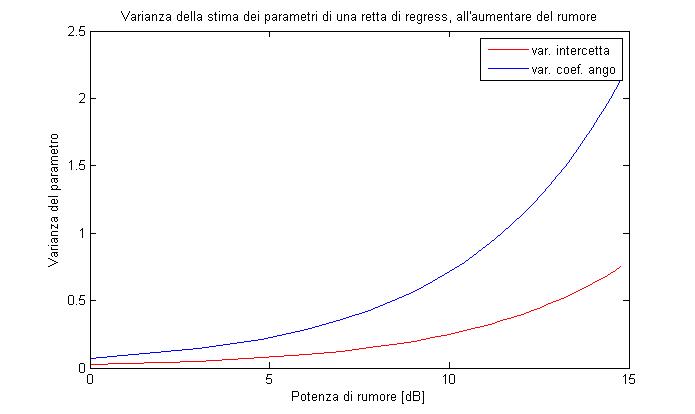 Varianza della stima dei parametri di una retta di regress, all'aumentare del rumore
2.5
var. intercetta
var. coef. ango
2
1.5
1
0.5
0
Varianza del parametro
0 5 10 15
Potenza di rumore [dB]